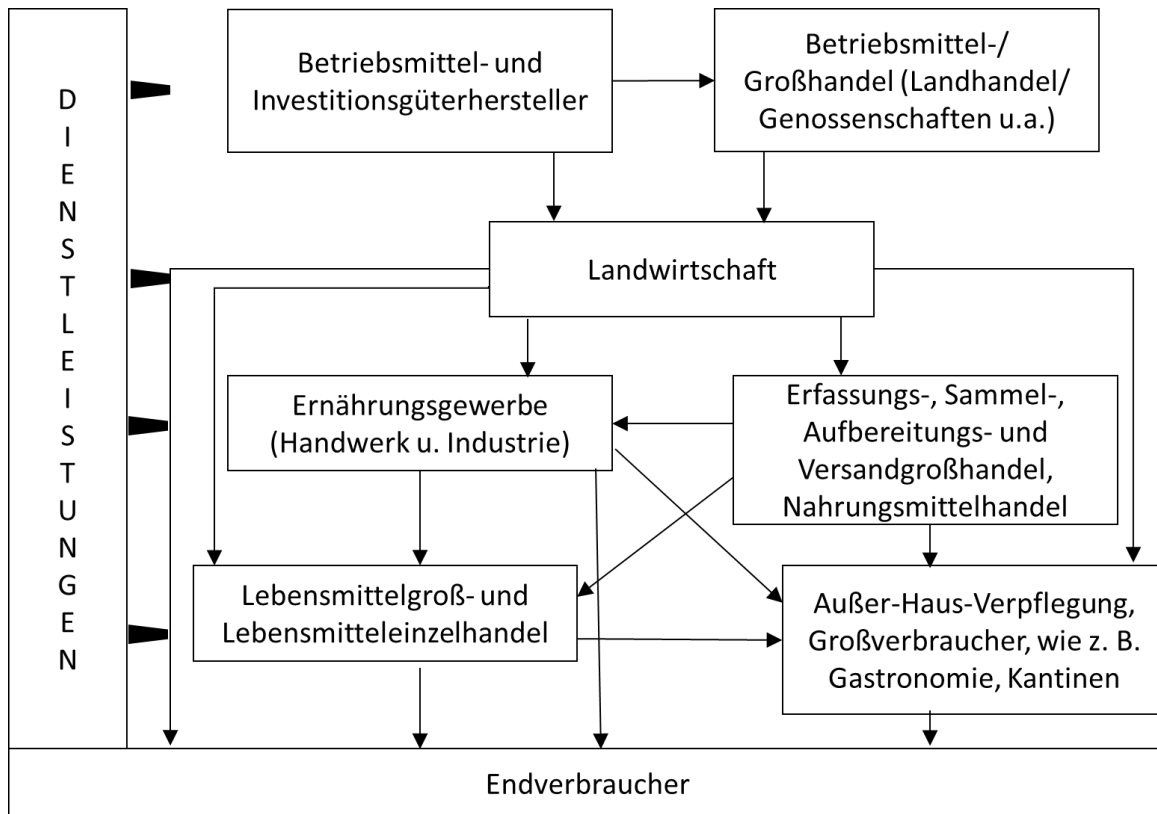 DIENSTLEISTUNGEN
Betriebsmittel- und
Investitionsgüterhersteller
Betriebsmittel-/
Großhandel (Landhandel/
Genossenschaften u.a.)
Landwirtschaft
Ernährungsgewerbe
(Handwerk u. Industrie)
Erfassungs-, Sammel-,
Aufbereitungs- und
Versandgroßhandel,
Nahrungsmittelhandel
Lebensmittelgroß- und
Lebensmitteleinzelhandel
Außer-Haus-Verpflegung,
Großverbraucher, wie z. B.
Gastronomie, Kantinen
Endverbraucher